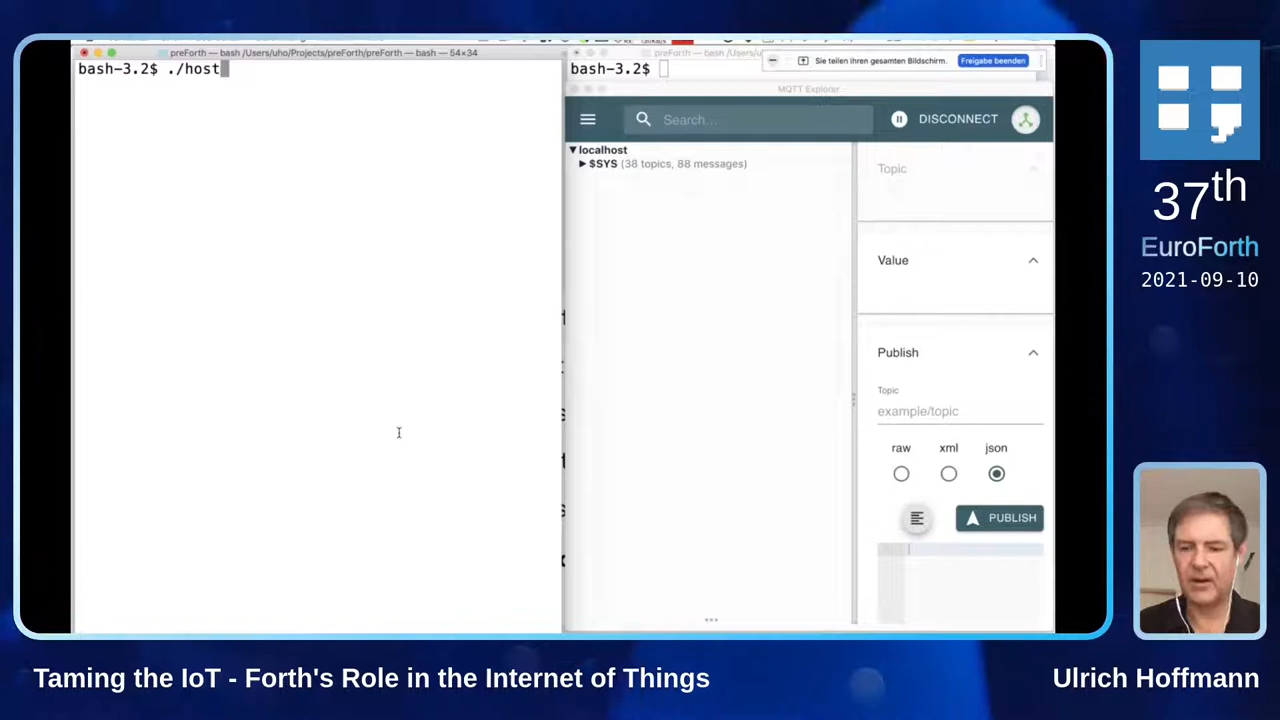 preForth — bash /Users/uho/Projects/preForth/preForth — bash — 54×34
bash-3.2$ ./host
preForth — bash /Users/u
bash-3.2$
Sie teilen Ihren gesamten Bildschirm.
Freigabe beenden
MQTT Explorer
Search...
DISCONNECT
▼localhost
▶ $SYS (38 topics, 88 messages)
Topic
Value
Publish
Topic
example/topic
raw xml json
PUBLISH
37th
EuroForth
2021-09-10
Taming the IoT - Forth's Role in the Internet of Things
Ulrich Hoffmann